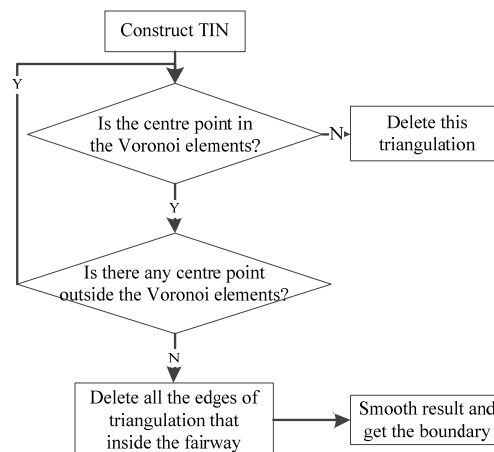 Construct TIN
Y
Is the centre point in
the Voronoi elements?
N
Delete this
triangulation
Y
Is there any centre point
outside the Voronoi elements?
N
Delete all the edges of
triangulation that
inside the fairway
Smooth result and
get the boundary